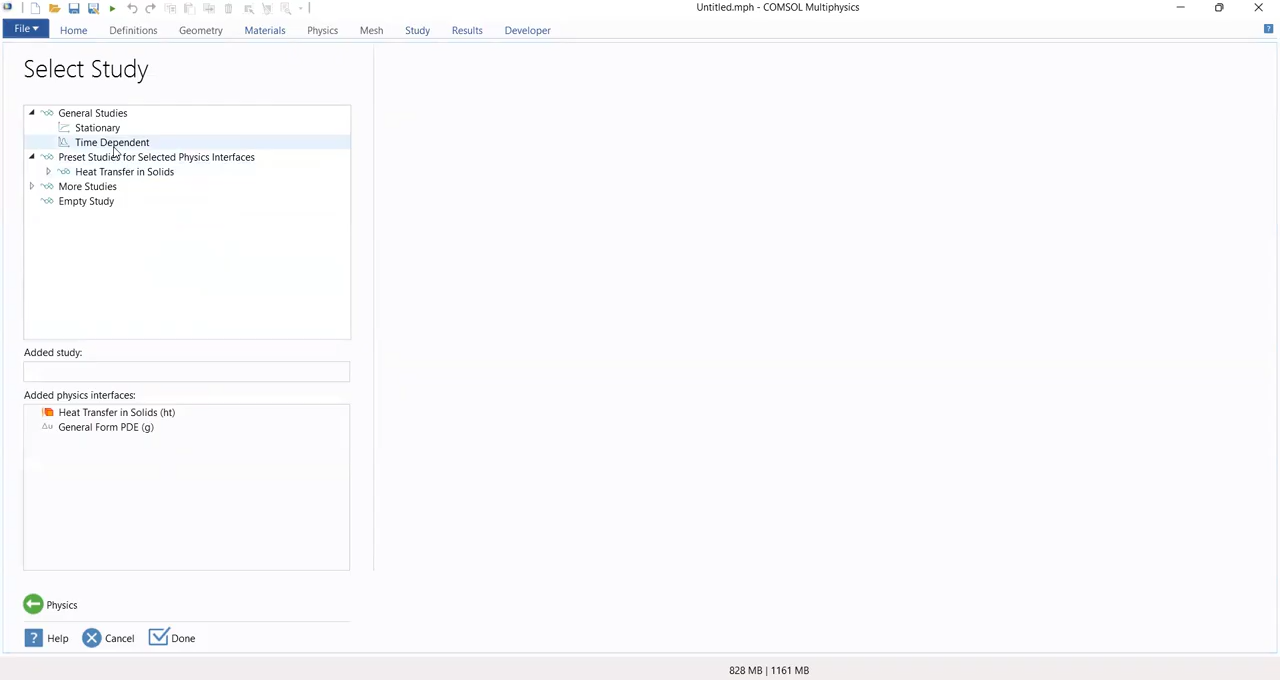 Untitled.mph - COMSOL Multiphysics
File Home Definitions Geometry Materials Physics Mesh Study Results Developer
Select Study
General Studies
Stationary
Time Dependent
Preset Studies for Selected Physics Interfaces
Heat Transfer in Solids
More Studies
Empty Study
Added study:
Added physics interfaces:
Heat Transfer in Solids (ht)
Δu General Form PDE (g)
Physics
? Help Cancel Done
828 MB | 1161 MB